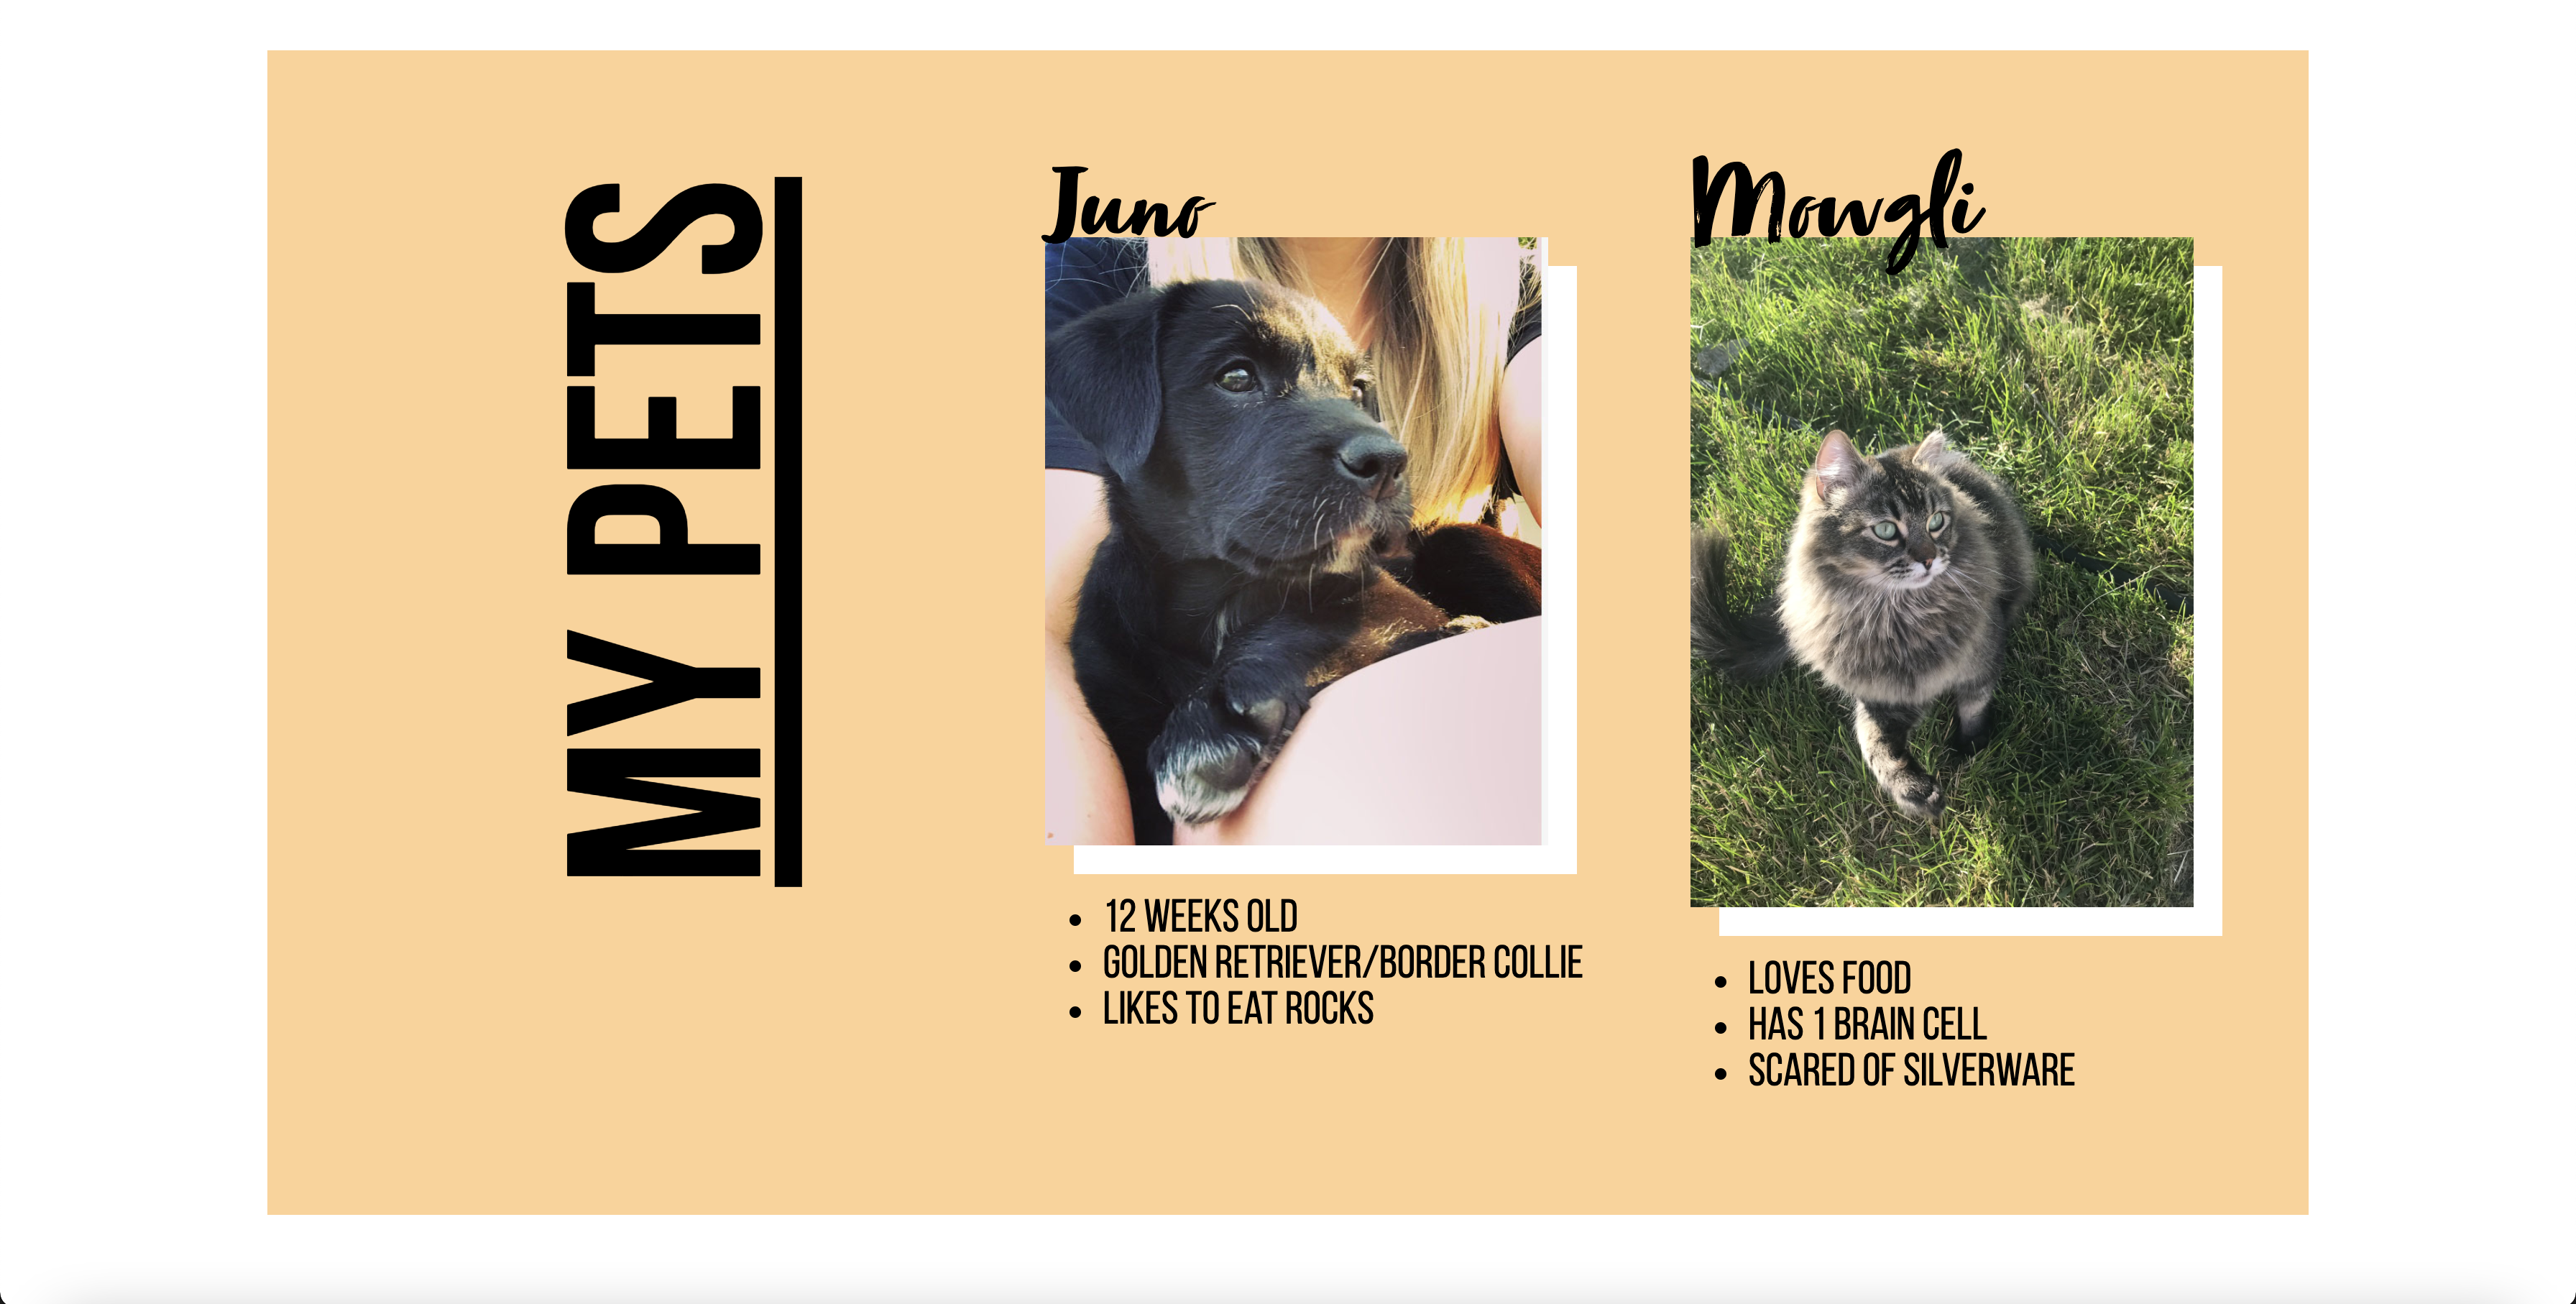 MY PETS
Juno
12 WEEKS OLD
GOLDEN RETRIEVER/BORDER COLLIE
LIKES TO EAT ROCKS
Mowgli
LOVES FOOD
HAS 1 BRAIN CELL
SCARED OF SILVERWARE